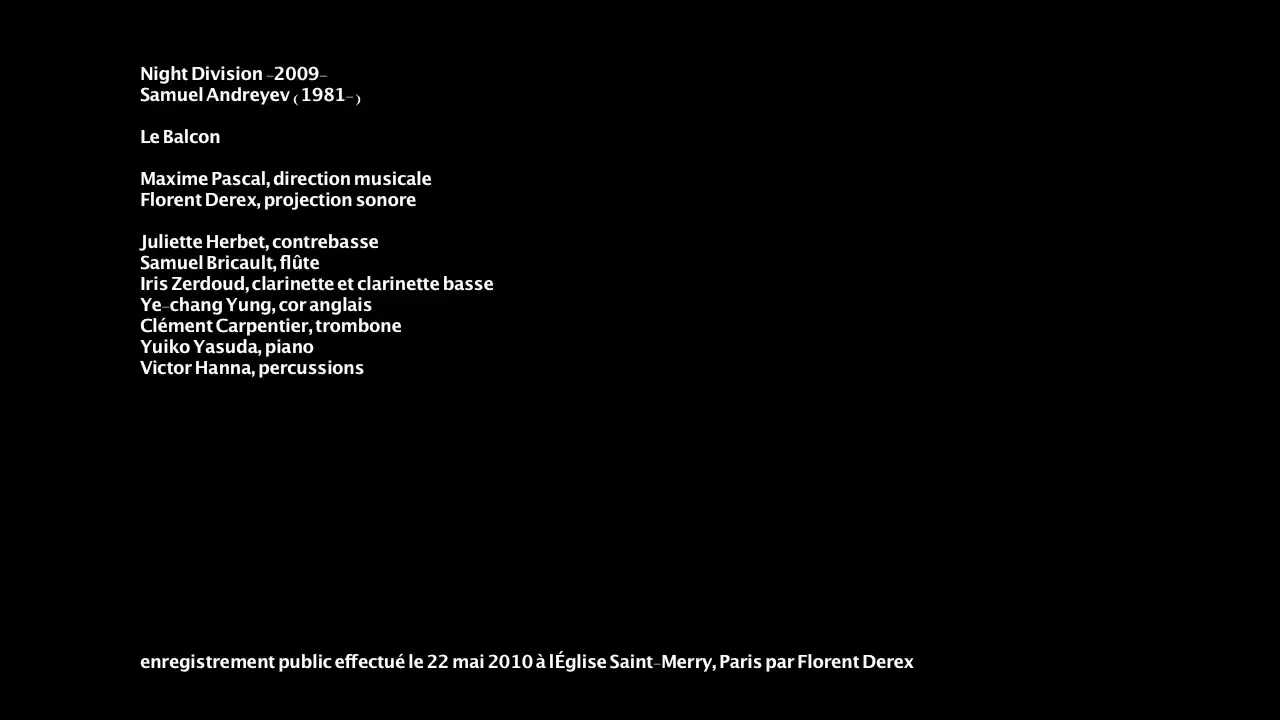 Night Division -2009-
Samuel Andreyev (1981- )
Le Balcon
Maxime Pascal, direction musicale
Florent Derex, projection sonore
Juliette Herbet, contrebasse
Samuel Bricault, flûte
Iris Zerdoud, clarinette et clarinette basse
Ye-chang Yung, cor anglais
Clément Carpentier, trombone
Yuiko Yasuda, piano
Victor Hanna, percussions
enregistrement public effectué le 22 mai 2010 à lÉglise Saint-Merry, Paris par Florent Derex